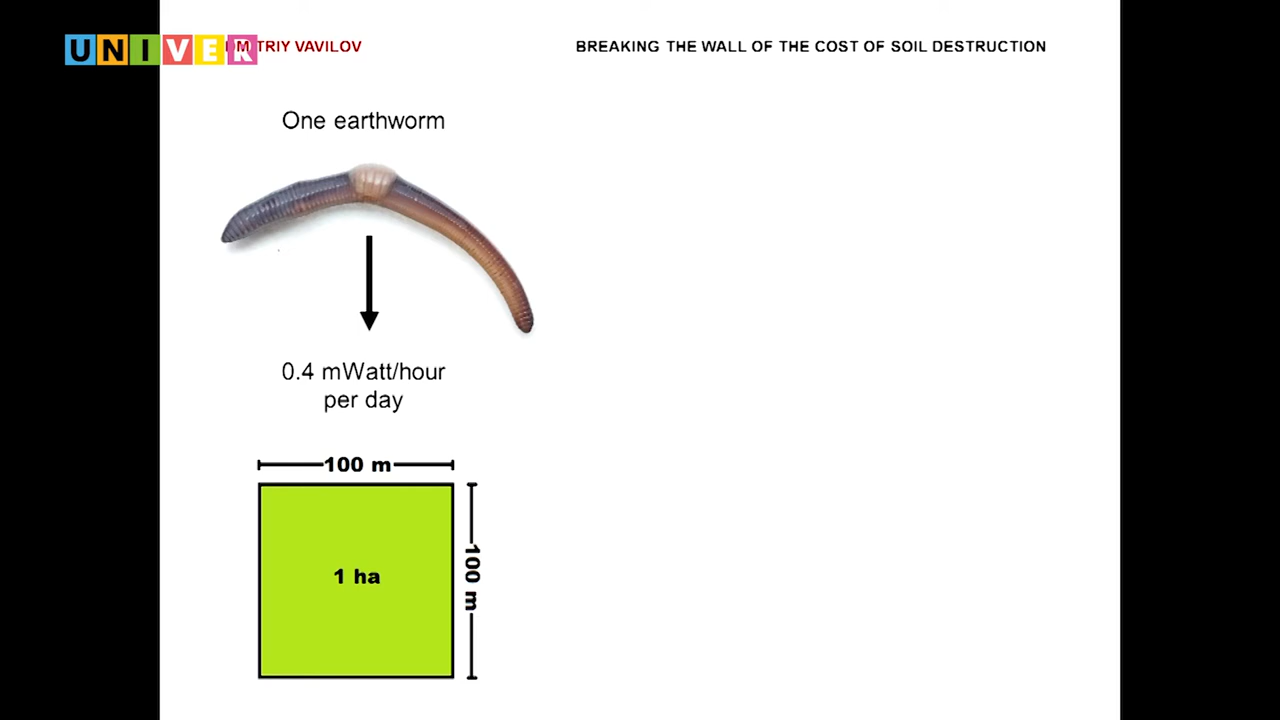 UNIVER
DMITRIY VAVILOV
BREAKING THE WALL OF THE COST OF SOIL DESTRUCTION
One earthworm
0.4 mWatt/hour
per day
100 m
1 ha
100 m